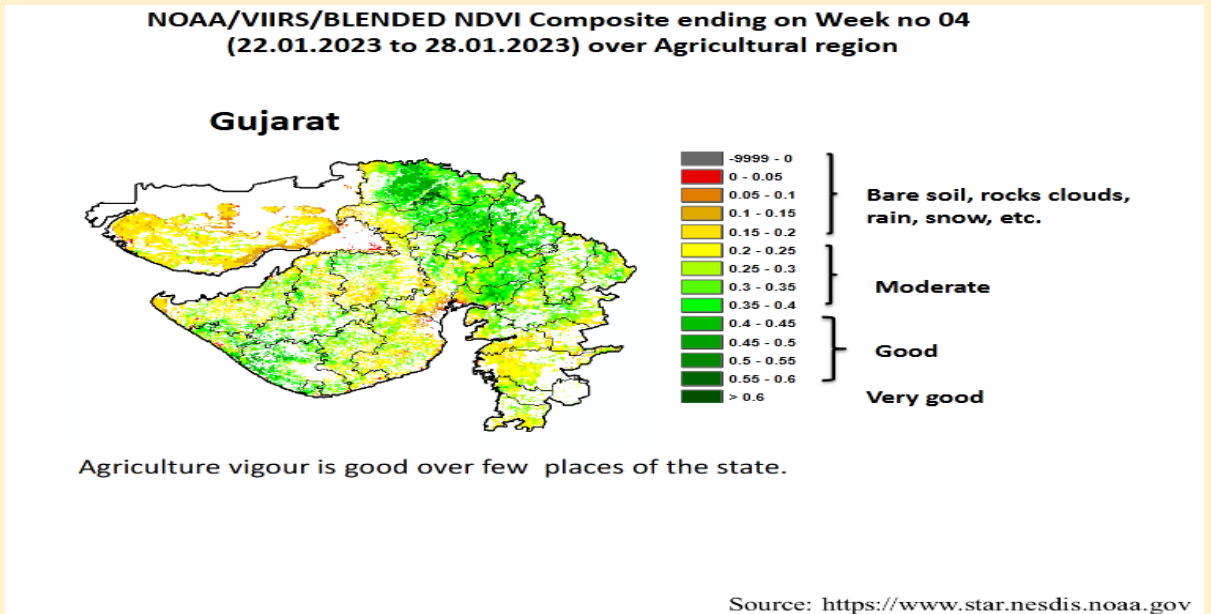 NOAA/VIIRS/BLENDED NDVI Composite ending on Week no 04
(22.01.2023 to 28.01.2023) over Agricultural region
Gujarat
-9999 - 0
0 - 0.05
0.05 - 0.1
0.1 - 0.15
0.15 - 0.2
0.2 - 0.25
0.25 - 0.3
0.3 - 0.35
0.35 - 0.4
0.4 - 0.45
0.45 - 0.5
0.5 - 0.55
0.55 - 0.6
> 0.6
Bare soil, rocks clouds,
rain, snow, etc.
Moderate
Good
Very good
Agriculture vigour is good over few places of the state.
Source: https://www.star.nesdis.noaa.gov